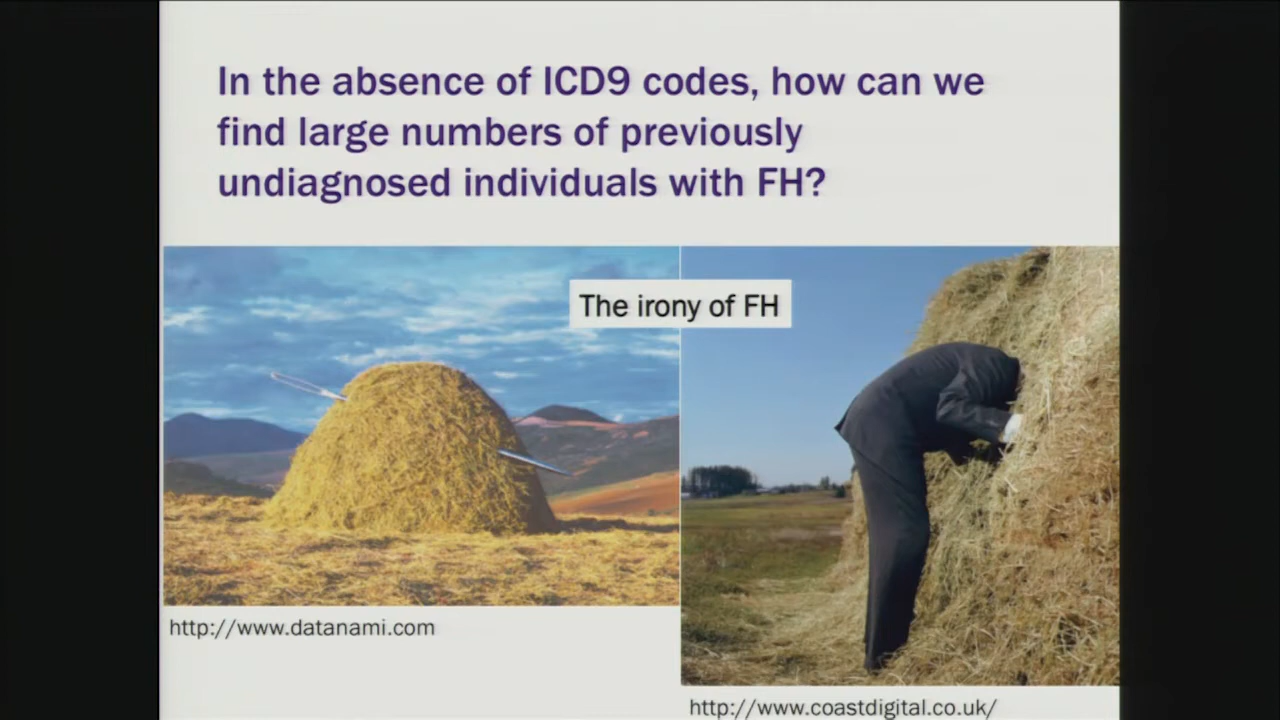 In the absence of ICD9 codes, how can we
find large numbers of previously
undiagnosed individuals with FH?
The irony of FH
http://www.datanami.com
http://www.coastdigital.co.uk/